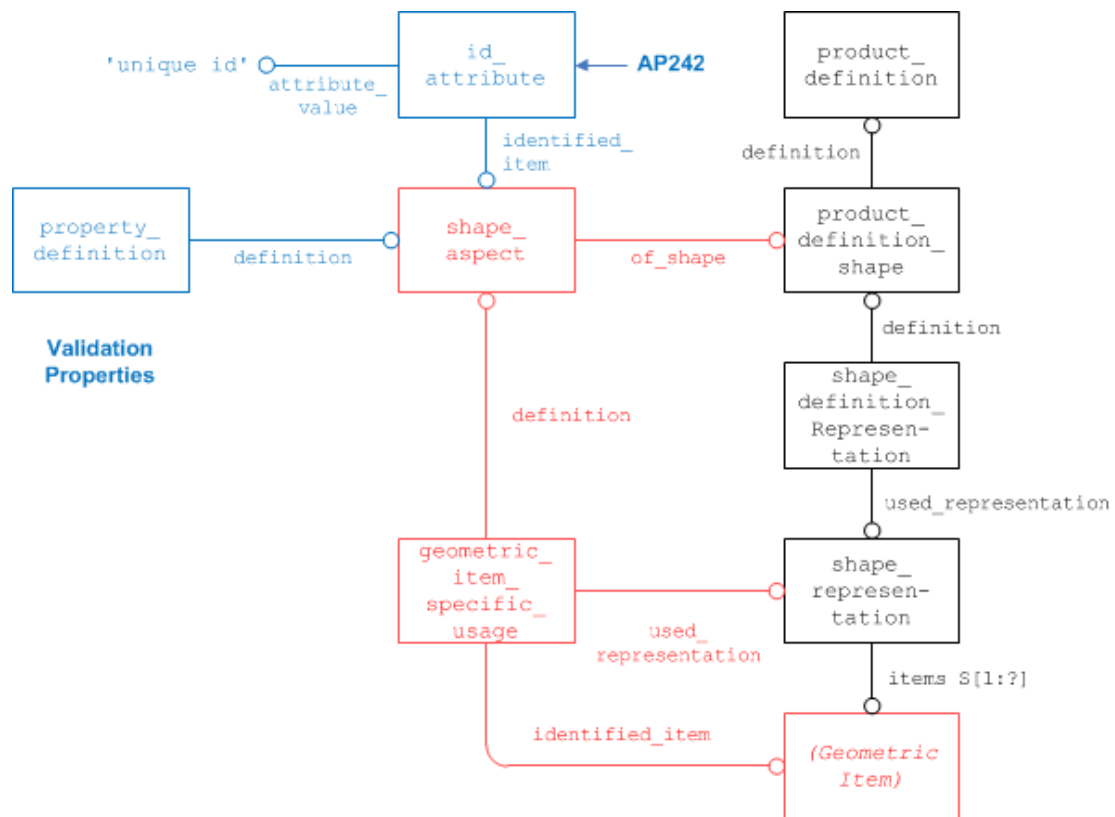 id_
attribute
'unique id'
attribute_
value
AP242
product_
definition
identified_
item
definition
property_
definition
definition
shape_
aspect
of_shape
product_
definition_
shape
Validation
Properties
definition
definition
shape_
definition_
Represen-
tation
used_representation
geometric_
item_
specific_
usage
used_
representation
shape_
represen-
tation
items S[1:?]
identified_item
(Geometric
Item)